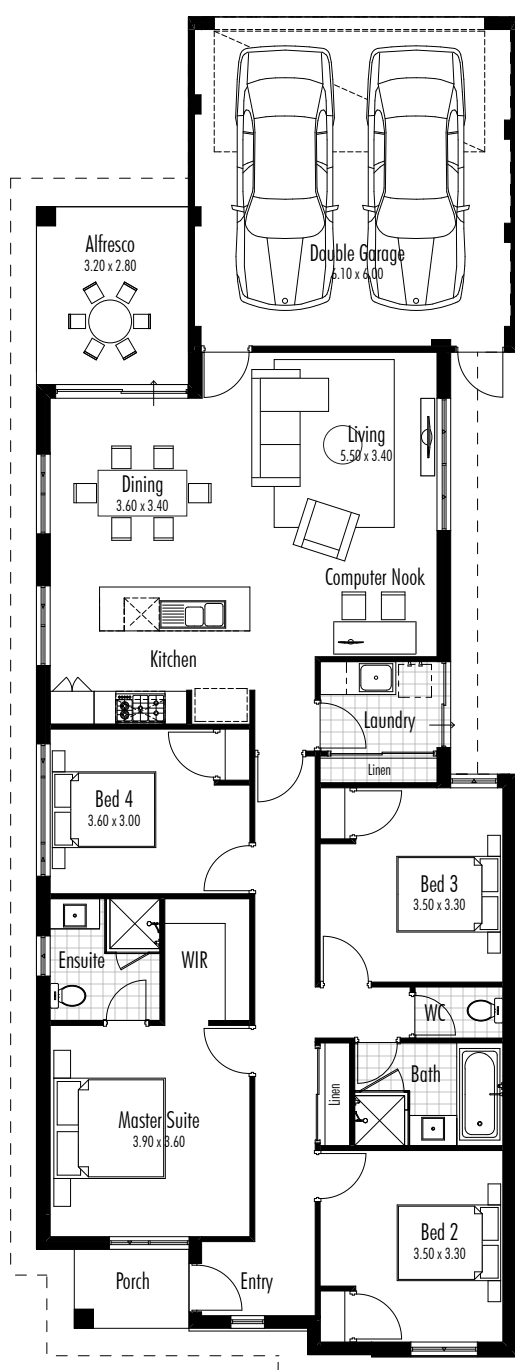 Alfresco
3.20 x 2.80
Double Garage
6.10 x 6.00
Living
5.50 x 3.40
Dining
3.60 x 3.40
Computer Nook
Kitchen
Laundry
Linen
Bed 4
3.60 x 3.00
Bed 3
3.50 x 3.30
Ensuite
WIR
WC
Bath
Linen
Master Suite
3.90 x 3.60
Bed 2
3.50 x 3.30
Porch
Entry